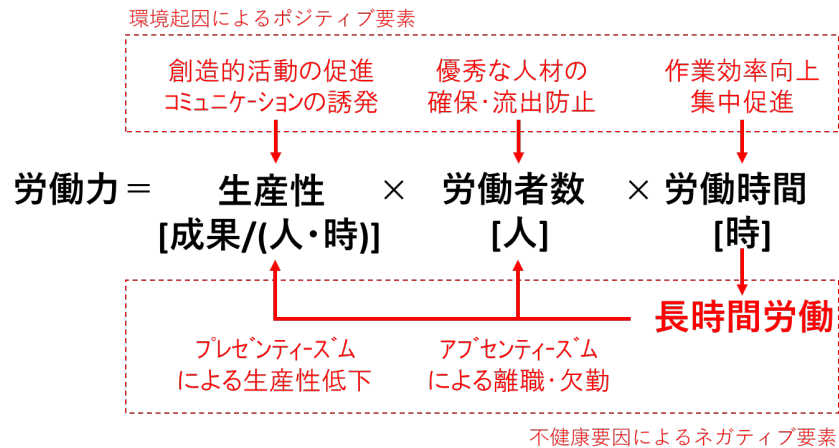 環境起因によるポジティブ要素
創造的活動の促進
コミュニケーションの誘発
優秀な人材の
確保・流出防止
作業効率向上
集中促進
労働力＝ 生産性 × 労働者数 × 労働時間
[成果/(人・時)] [人] [時]
長時間労働
プレゼンティーズム
による生産性低下
アブセンティーズム
による離職・欠勤
不健康要因によるネガティブ要素